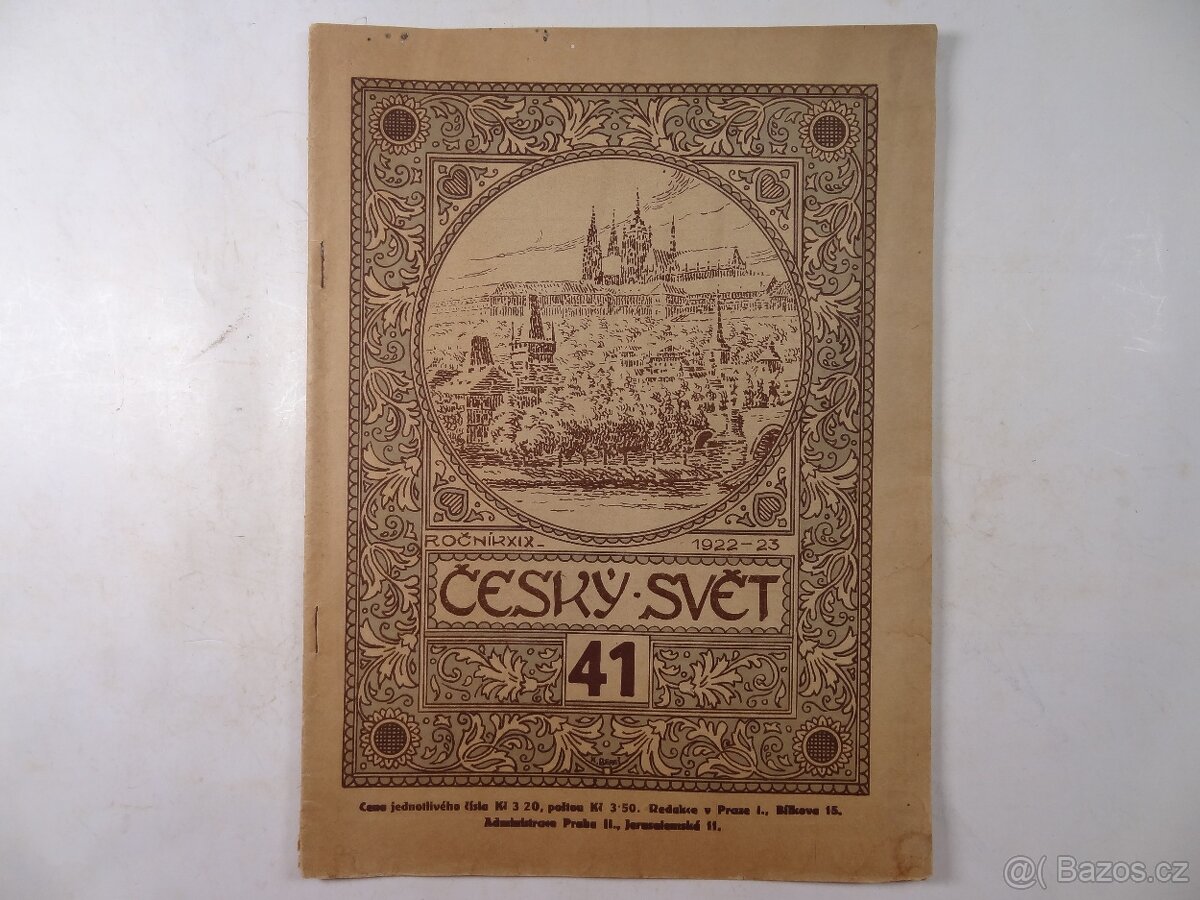 ROČNÍK XIX_ 1922-23
ČESKÝ·SVĚT
41
Cena jednotlivého čísla Kč 3 20, poštou Kč 3·50. Redakce v Praze I., Bílkova 15.
Administrace Praha II., Jerusalemská 11.
@( Bazos.cz